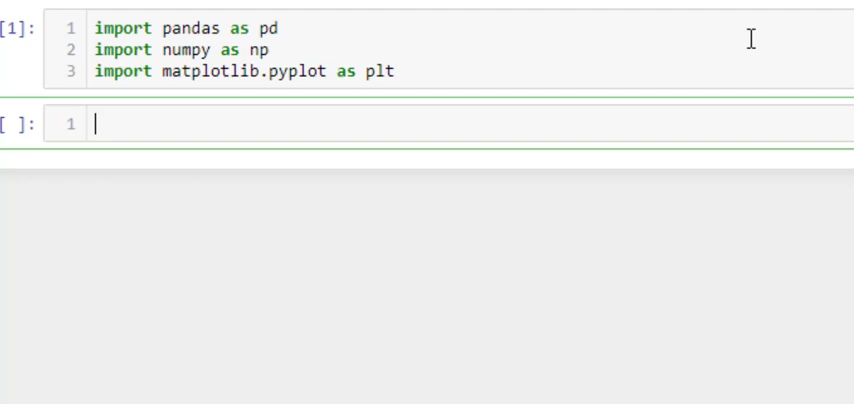 [1]:
1 import pandas as pd
2 import numpy as np
3 import matplotlib.pyplot as plt
[ ]:
1